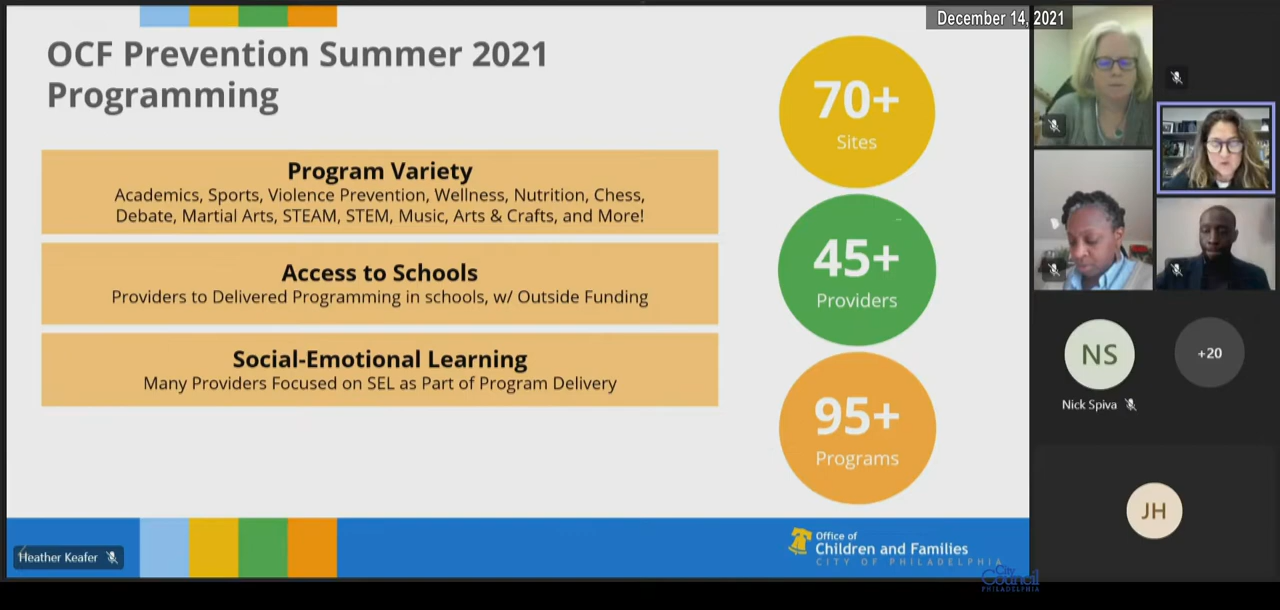 December 14, 2021
OCF Prevention Summer 2021
Programming
Program Variety
Academics, Sports, Violence Prevention, Wellness, Nutrition, Chess,
Debate, Martial Arts, STEAM, STEM, Music, Arts & Crafts, and More!
Access to Schools
Providers to Delivered Programming in schools, w/ Outside Funding
Social-Emotional Learning
Many Providers Focused on SEL as Part of Program Delivery
70+
Sites
45+
Providers
95+
Programs
Office of
Children and Families
CITY OF PHILADELPHIA
Heather Keafer
City
Council
PHILADELPHIA
NS
Nick Spiva
+20
JH